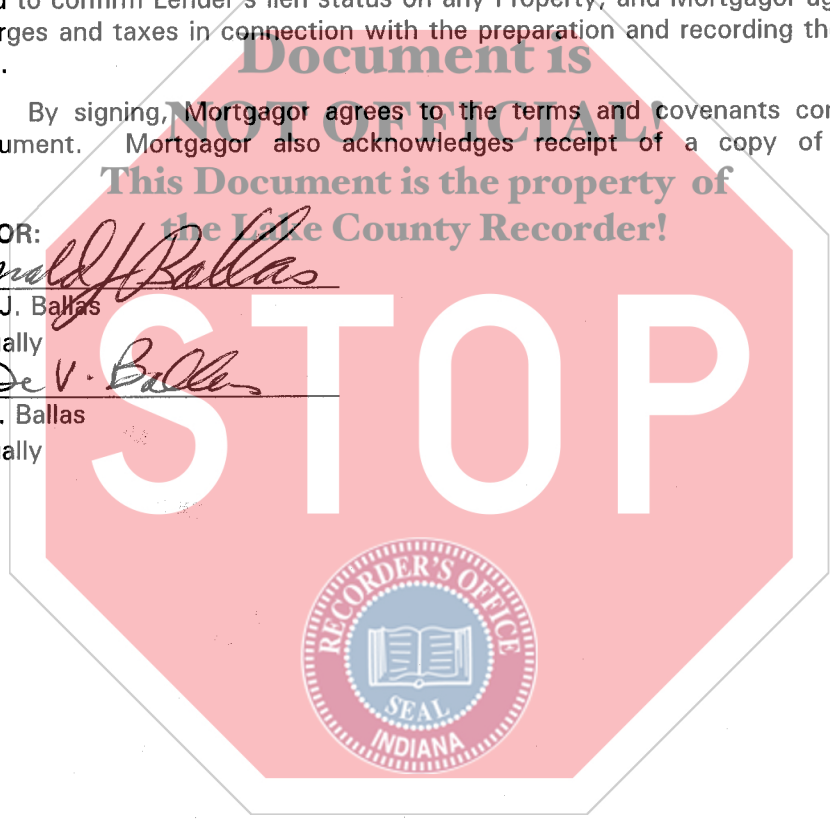 to confirm Lender's lien status on any Property, and Mortgagor ag
rges and taxes in connection with the preparation and recording th
Document is
By signing, Mortgagor agrees to the terms and covenants con
NOT OFFICIAL!
ument. Mortgagor also acknowledges receipt of a copy of
This Document is the property of
the Lake County Recorder!
OR:
nald J Ballas
J. Ballas
ally
V. Ballas
. Ballas
ally
STOP
RECORDER'S OFFICE
SEAL
INDIANA